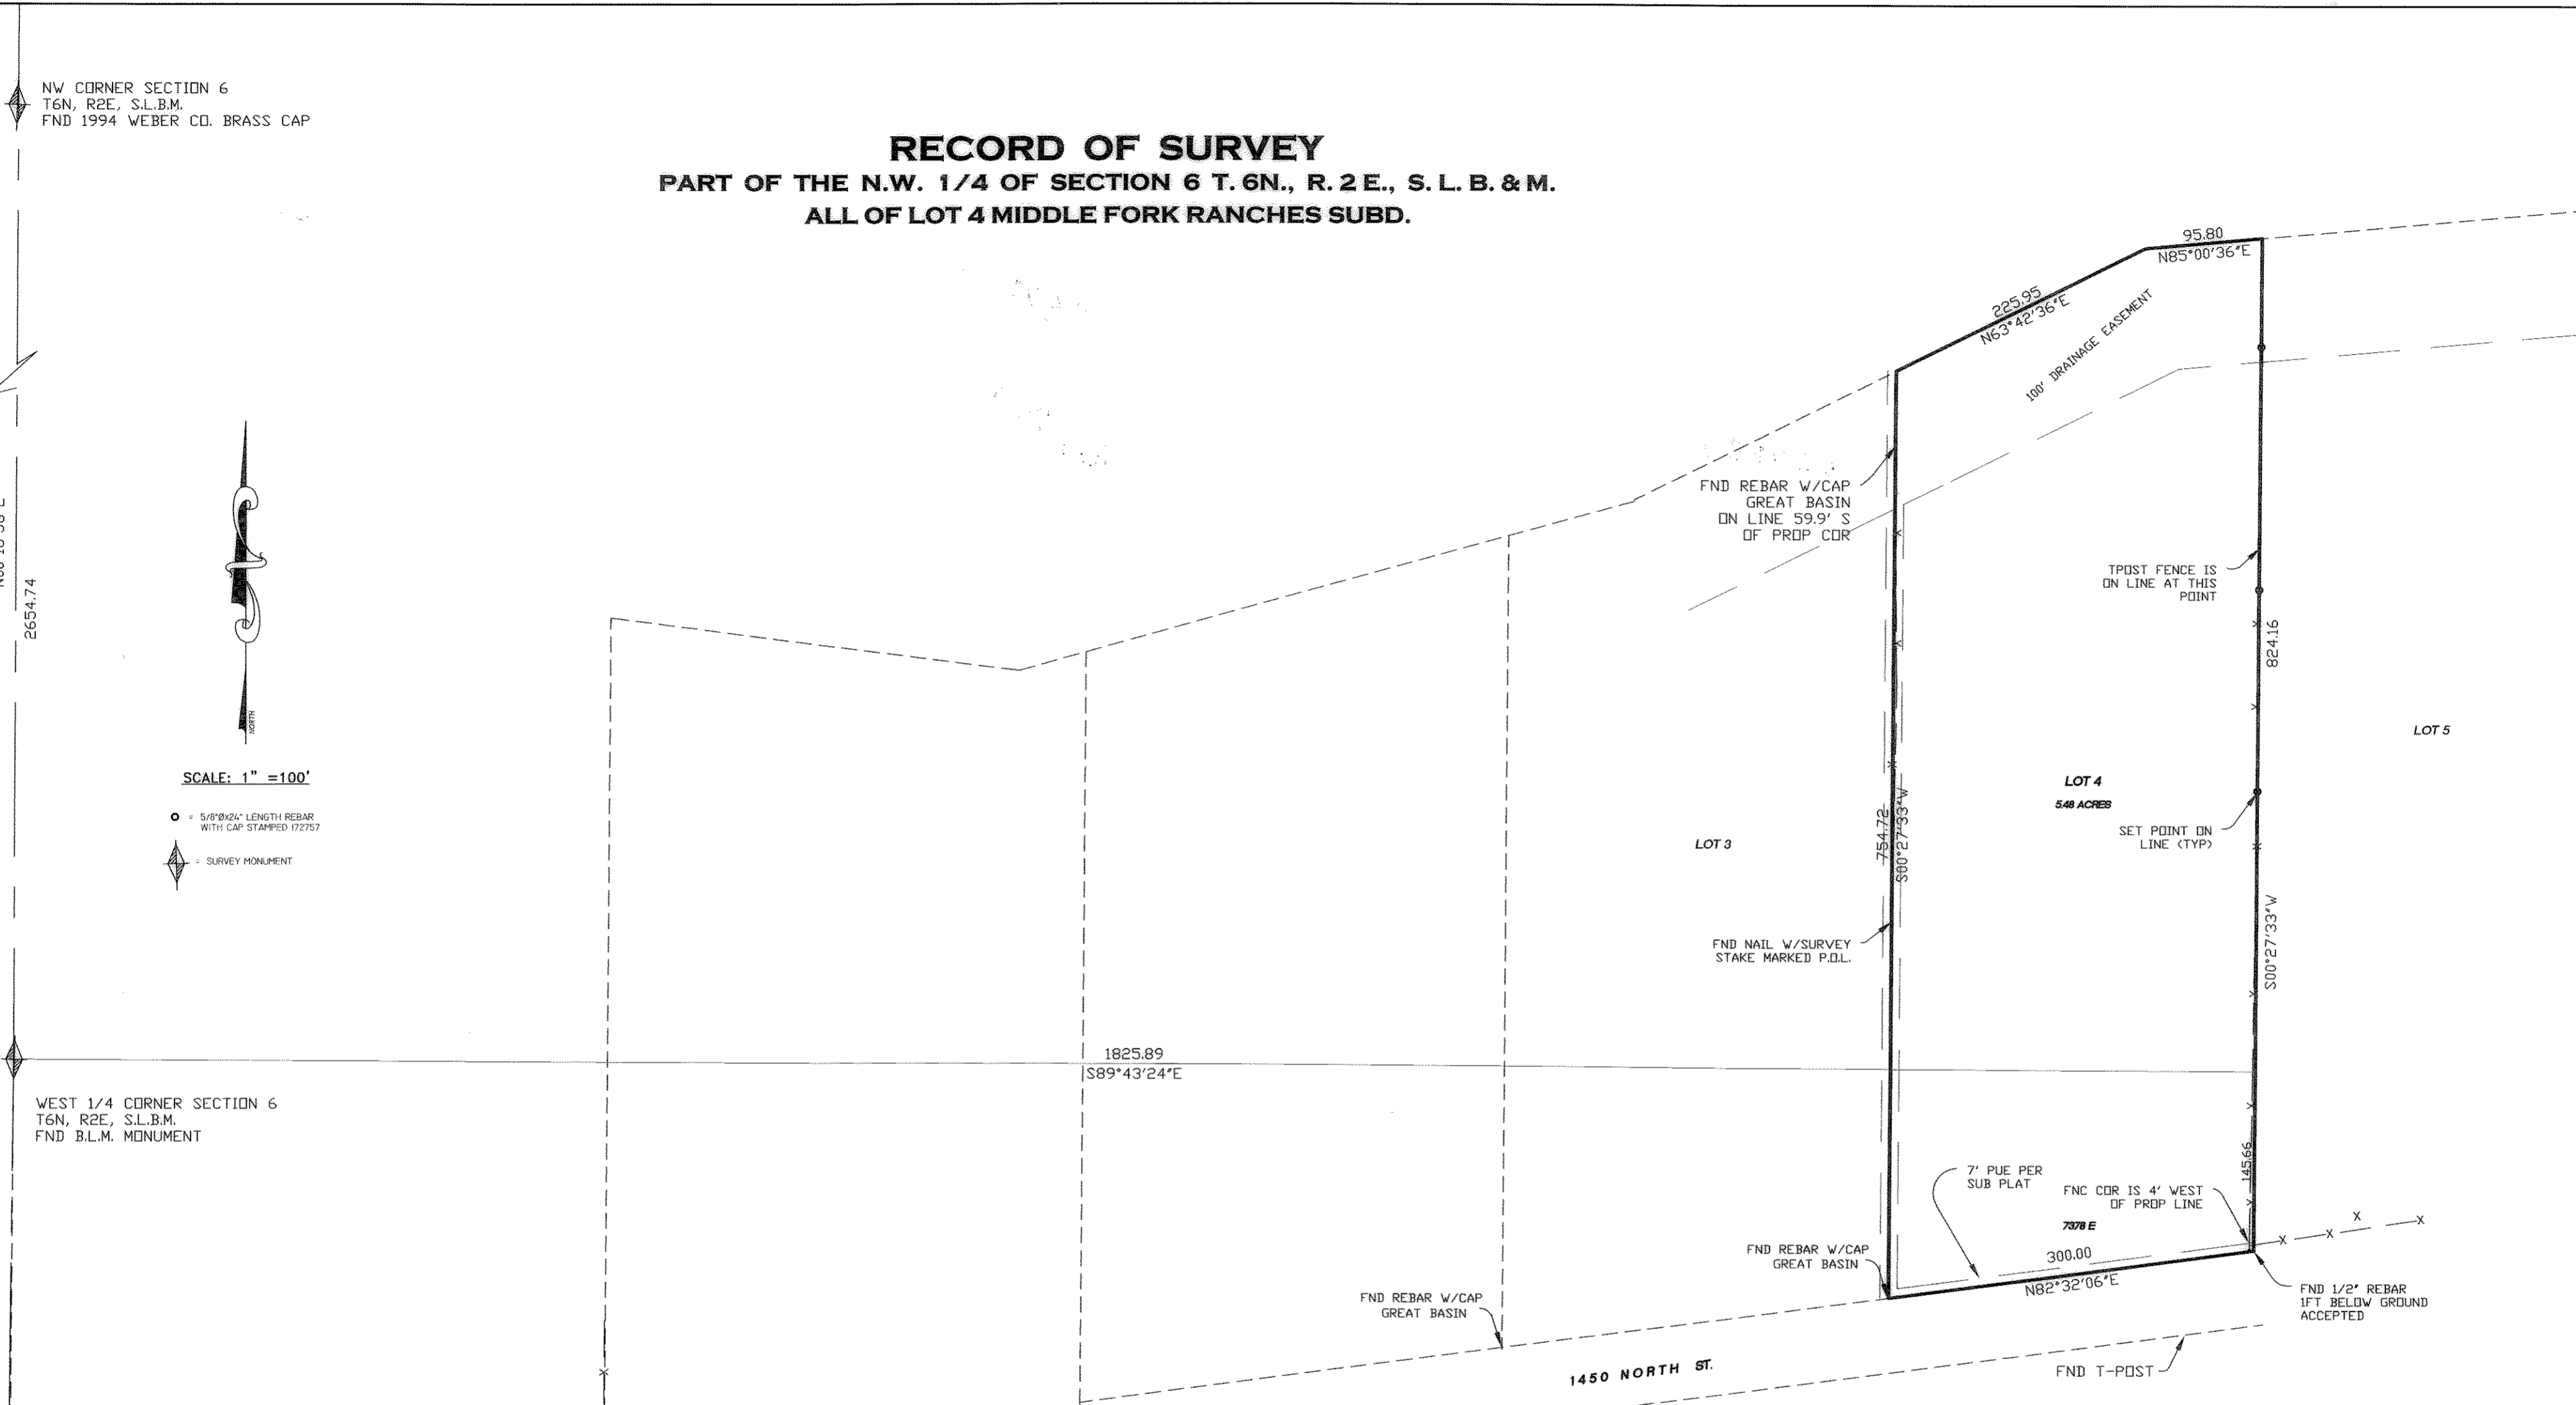 NW CORNER SECTION 6
T6N, R2E, S.L.B.M.
FND 1994 WEBER CO. BRASS CAP
RECORD OF SURVEY
PART OF THE N.W. 1/4 OF SECTION 6 T. 6N., R. 2 E., S. L. B. & M.
ALL OF LOT 4 MIDDLE FORK RANCHES SUBD.
95.80
N85°00'36"E
225.95
N63°42'36"E
100' DRAINAGE EASEMENT
FND REBAR W/CAP
GREAT BASIN
ON LINE 59.9' S
OF PROP COR
2654.74
TPOST FENCE IS
ON LINE AT THIS
POINT
824.16
NORTH
SCALE: 1" =100'
= 5/8"Øx24" LENGTH REBAR
WITH CAP STAMPED 172757
= SURVEY MONUMENT
LOT 5
LOT 4
5.48 ACRES
SET POINT ON
LINE (TYP)
LOT 3
754.72
S00°27'33"W
S00°27'33"W
FND NAIL W/SURVEY
STAKE MARKED P.O.L.
1825.89
S89°43'24"E
WEST 1/4 CORNER SECTION 6
T6N, R2E, S.L.B.M.
FND B.L.M. MONUMENT
145.66
7' PUE PER
SUB PLAT
FNC COR IS 4' WEST
OF PROP LINE
7378 E
300.00
N82°32'06"E
FND REBAR W/CAP
GREAT BASIN
FND REBAR W/CAP
GREAT BASIN
FND 1/2" REBAR
1FT BELOW GROUND
ACCEPTED
1450 NORTH ST.
FND T-POST